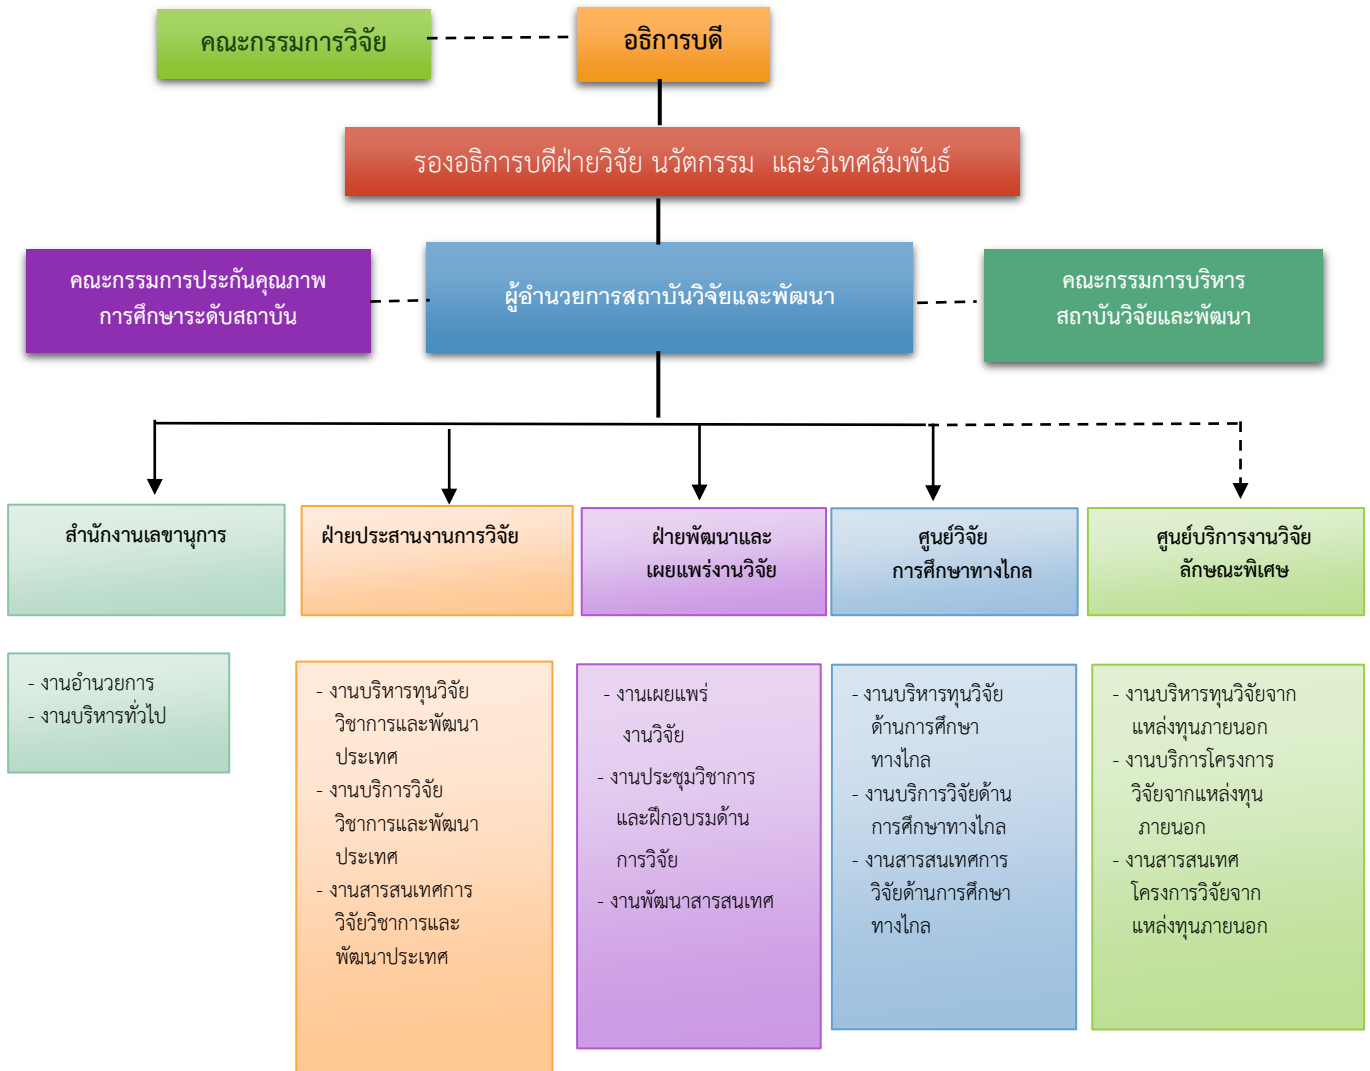 คณะกรรมการวิจัย
อธิการบดี
รองอธิการบดีฝ่ายวิจัย นวัตกรรม และวิเทศสัมพันธ์
คณะกรรมการประกันคุณภาพ
การศึกษาระดับสถาบัน
ผู้อำนวยการสถาบันวิจัยและพัฒนา
คณะกรรมการบริหาร
สถาบันวิจัยและพัฒนา
สำนักงานเลขานุการ
ฝ่ายประสานงานการวิจัย
ฝ่ายพัฒนาและ
เผยแพร่งานวิจัย
ศูนย์วิจัย
การศึกษาทางไกล
ศูนย์บริการงานวิจัย
ลักษณะพิเศษ
- งานอำนวยการ
- งานบริหารทั่วไป
- งานบริหารทุนวิจัย
วิชาการและพัฒนา
ประเทศ
- งานบริการวิจัย
วิชาการและพัฒนา
ประเทศ
- งานสารสนเทศการ
วิจัยวิชาการและ
พัฒนาประเทศ
- งานเผยแพร่
งานวิจัย
- งานประชุมวิชาการ
และฝึกอบรมด้าน
การวิจัย
- งานพัฒนาสารสนเทศ
- งานบริหารทุนวิจัย
ด้านการศึกษา
ทางไกล
- งานบริการวิจัยด้าน
การศึกษาทางไกล
- งานสารสนเทศการ
วิจัยด้านการศึกษา
ทางไกล
- งานบริหารทุนวิจัยจาก
แหล่งทุนภายนอก
- งานบริการโครงการ
วิจัยจากแหล่งทุน
ภายนอก
- งานสารสนเทศ
โครงการวิจัยจาก
แหล่งทุนภายนอก